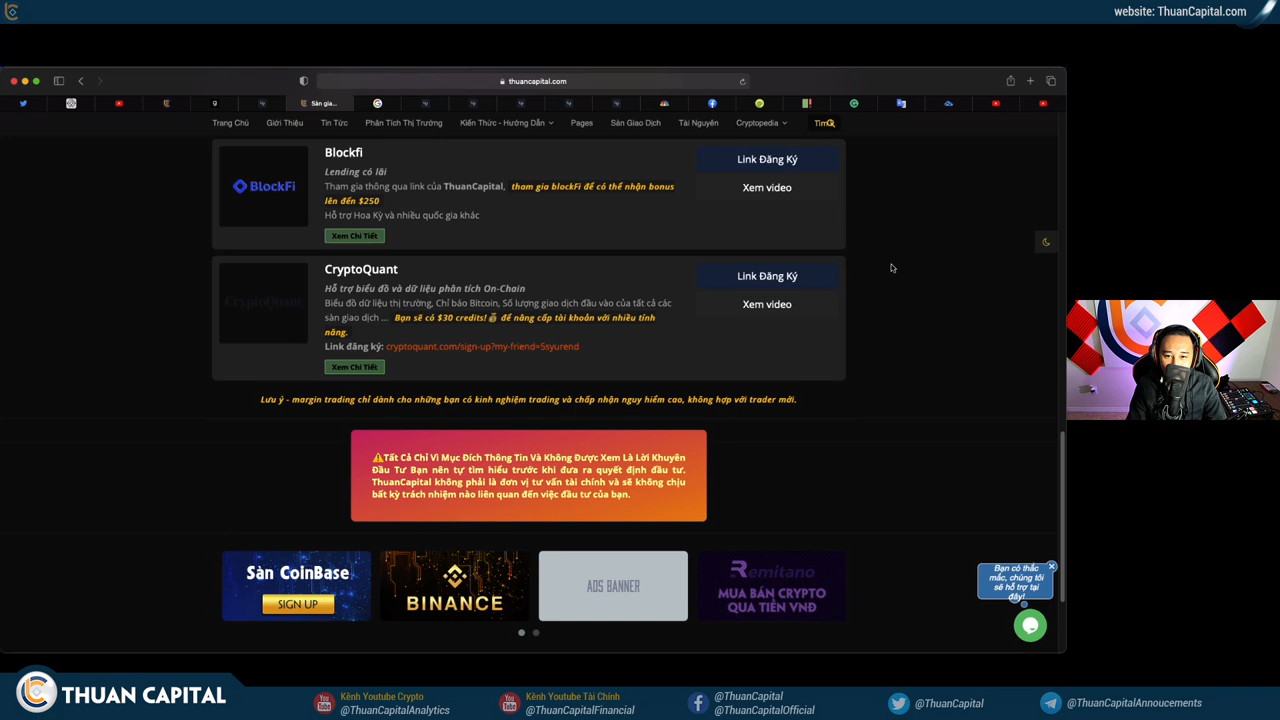 website: ThuanCapital.com
thuancapital.com
Sàn gia...
Trang Chủ
Giới Thiệu
Tin Tức
Phân Tích Thị Trường
Kiến Thức - Hướng Dẫn
Pages
Sàn Giao Dịch
Tài Nguyên
Cryptopedia
Tìm
BlockFi
Blockfi
Lending có lãi
Tham gia thông qua link của ThuanCapital, tham gia blockFi để có thể nhận bonus
lên đến $250
Hỗ trợ Hoa Kỳ và nhiều quốc gia khác
Xem Chi Tiết
Link Đăng Ký
Xem video
CryptoQuant
CryptoQuant
Hỗ trợ biểu đồ và dữ liệu phân tích On-Chain
Biểu đồ dữ liệu thị trường, Chỉ báo Bitcoin, Số lượng giao dịch đầu vào của tất cả các
sàn giao dịch ... Bạn sẽ có $30 credits!💰 để nâng cấp tài khoản với nhiều tính
năng.
Link đăng ký: cryptoquant.com/sign-up?my-friend=5syurend
Xem Chi Tiết
Link Đăng Ký
Xem video
Lưu ý - margin trading chỉ dành cho những bạn có kinh nghiệm trading và chấp nhận nguy hiểm cao, không hợp với trader mới.
⚠️Tất Cả Chỉ Vì Mục Đích Thông Tin Và Không Được Xem Là Lời Khuyên
Đầu Tư Bạn nên tự tìm hiểu trước khi đưa ra quyết định đầu tư.
ThuanCapital không phải là đơn vị tư vấn tài chính và sẽ không chịu
bất kỳ trách nhiệm nào liên quan đến việc đầu tư của bạn.
Sàn CoinBase
SIGN UP
BINANCE
ADS BANNER
Remitano
MUA BÁN CRYPTO
QUA TIỀN VNĐ
Bạn có thắc
mắc, chúng tôi
sẽ hỗ trợ tại
đây!
THUAN CAPITAL
Kênh Youtube Crypto
@ThuanCapitalAnalytics
Kênh Youtube Tài Chính
@ThuanCapitalFinancial
@ThuanCapital
@ThuanCapitalOfficial
@ThuanCapital
@ThuanCapitalAnnoucements